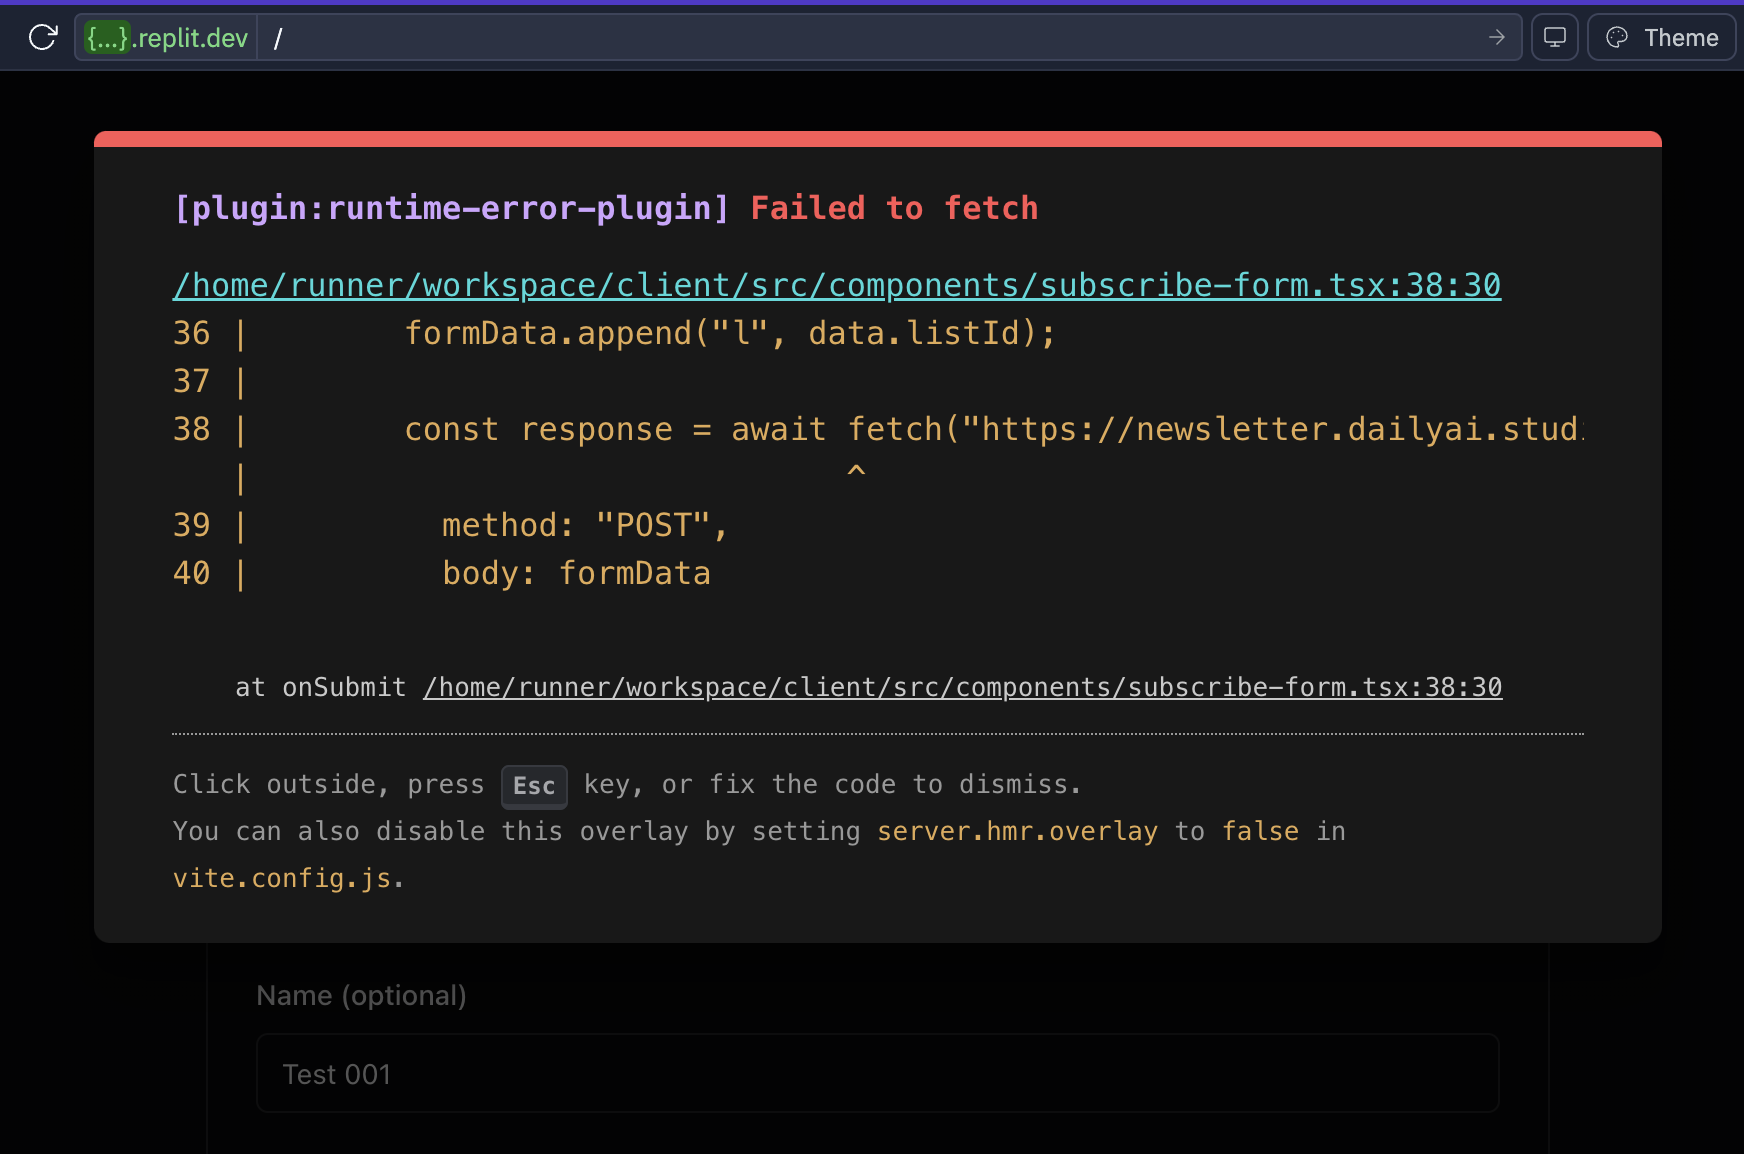 {...}.replit.dev /
Theme
[plugin:runtime-error-plugin] Failed to fetch
/home/runner/workspace/client/src/components/subscribe-form.tsx:38:30
36 | formData.append("l", data.listId);
37 |
38 | const response = await fetch("https://newsletter.dailyai.studi
| ^
39 | method: "POST",
40 | body: formData
at onSubmit /home/runner/workspace/client/src/components/subscribe-form.tsx:38:30
Click outside, press Esc key, or fix the code to dismiss.
You can also disable this overlay by setting server.hmr.overlay to false in
vite.config.js.
Name (optional)
Test 001